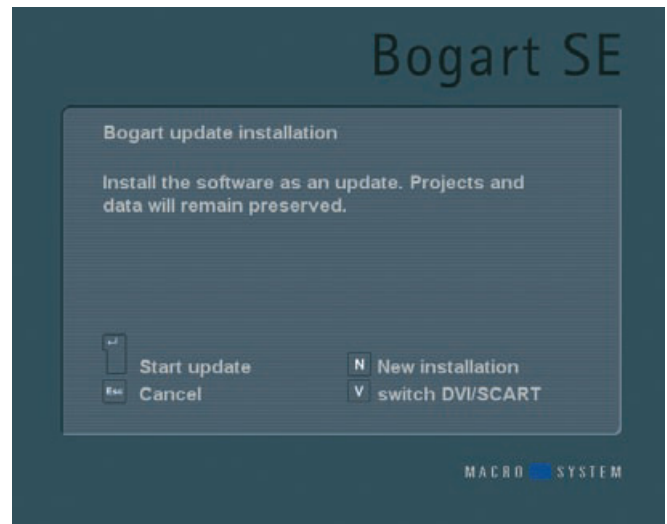 Bogart SE
Bogart update installation
Install the software as an update. Projects and
data will remain preserved.
↵
Start update
N New installation
Esc Cancel
V switch DVI/SCART
MACRO SYSTEM